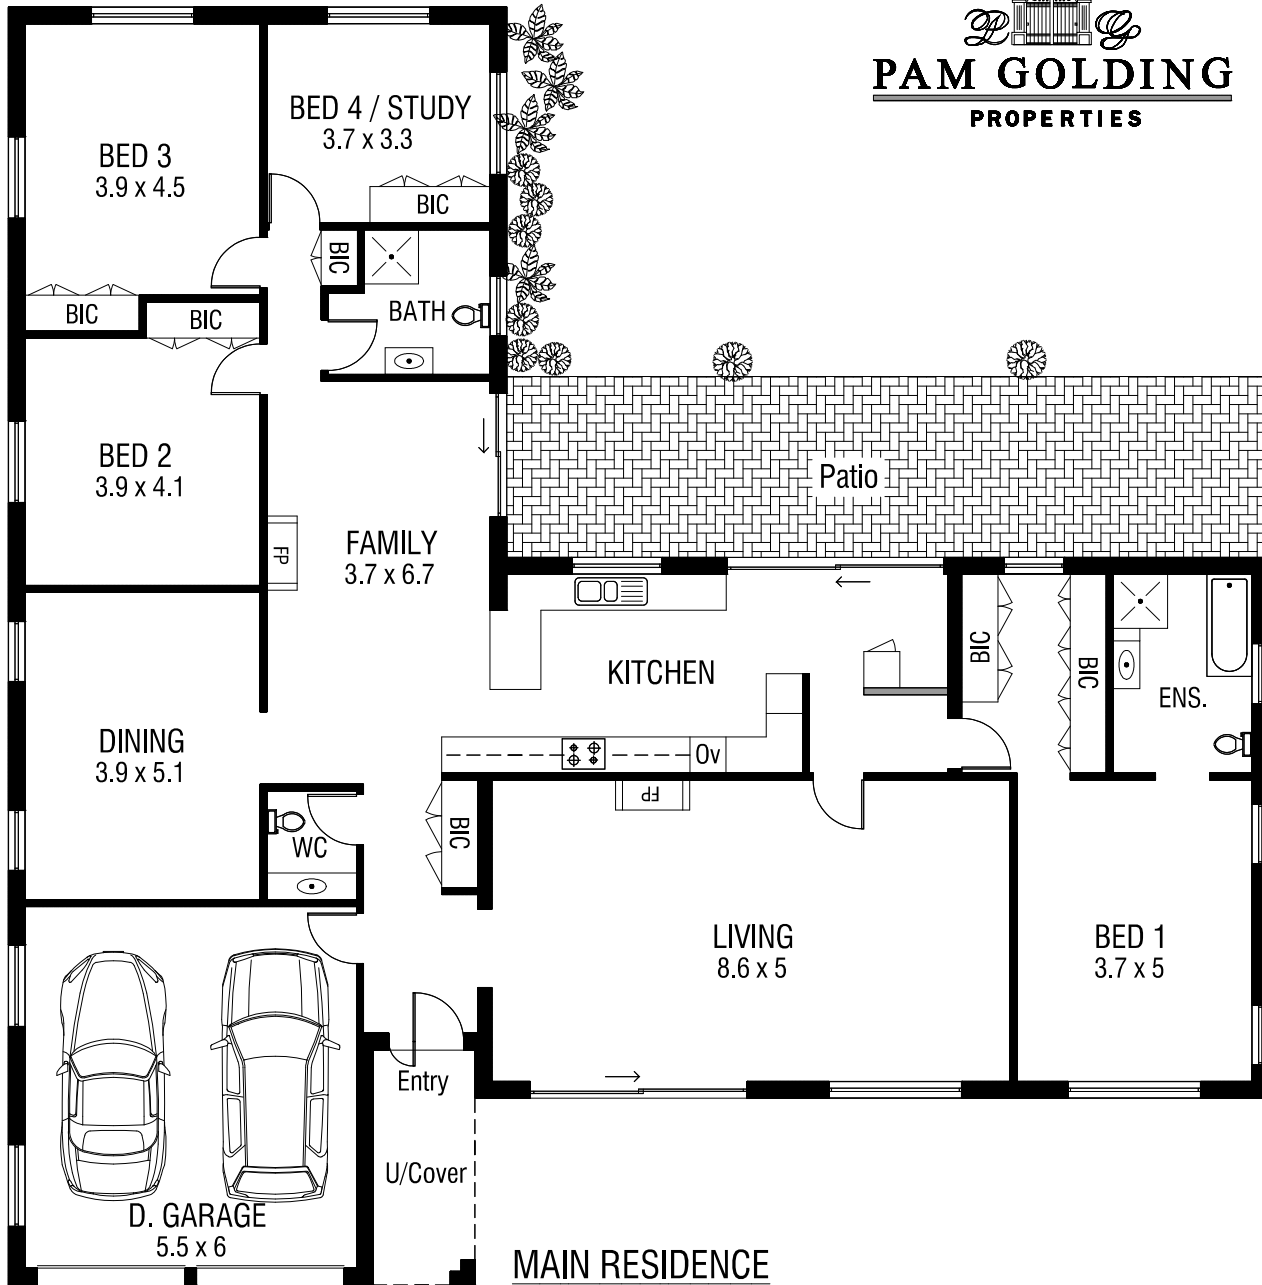 P G
PAM GOLDING
PROPERTIES
BED 4 / STUDY
3.7 x 3.3
BIC
BED 3
3.9 x 4.5
BIC
BIC
BIC
BATH
BED 2
3.9 x 4.1
Patio
FP
FAMILY
3.7 x 6.7
KITCHEN
BIC
BIC
ENS.
DINING
3.9 x 5.1
Ov
FP
WC
BIC
LIVING
8.6 x 5
BED 1
3.7 x 5
Entry
U/Cover
D. GARAGE
5.5 x 6
MAIN RESIDENCE